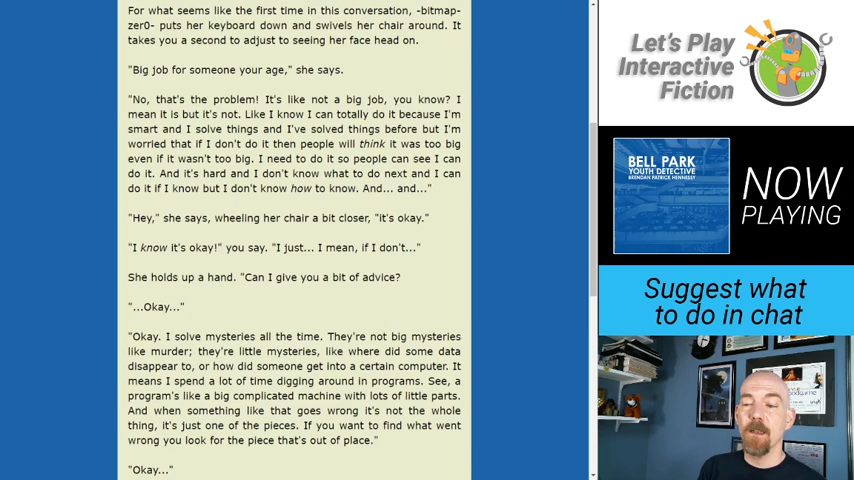 For what seems like the first time in this conversation, -bitmap-
zer0- puts her keyboard down and swivels her chair around. It
takes you a second to adjust to seeing her face head on.
"Big job for someone your age," she says.
"No, that's the problem! It's like not a big job, you know? I
mean it is but it's not. Like I know I can totally do it because I'm
smart and I solve things and I've solved things before but I'm
worried that if I don't do it then people will think it was too big
even if it wasn't too big. I need to do it so people can see I can
do it. And it's hard and I don't know what to do next and I can
do it if I know but I don't know how to know. And... and..."
"Hey," she says, wheeling her chair a bit closer, "it's okay."
"I know it's okay!" you say. "I just... I mean, if I don't..."
She holds up a hand. "Can I give you a bit of advice?
"...Okay..."
"Okay. I solve mysteries all the time. They're not big mysteries
like murder; they're little mysteries, like where did some data
disappear to, or how did someone get into a certain computer. It
means I spend a lot of time digging around in programs. See, a
program's like a big complicated machine with lots of little parts.
And when something like that goes wrong it's not the whole
thing, it's just one of the pieces. If you want to find what went
wrong you look for the piece that's out of place."
"Okay..."
Let's Play
Interactive
Fiction
BELL PARK
YOUTH DETECTIVE
BRENDAN PATRICK HENNESSY
NOW
PLAYING
Suggest what
to do in chat